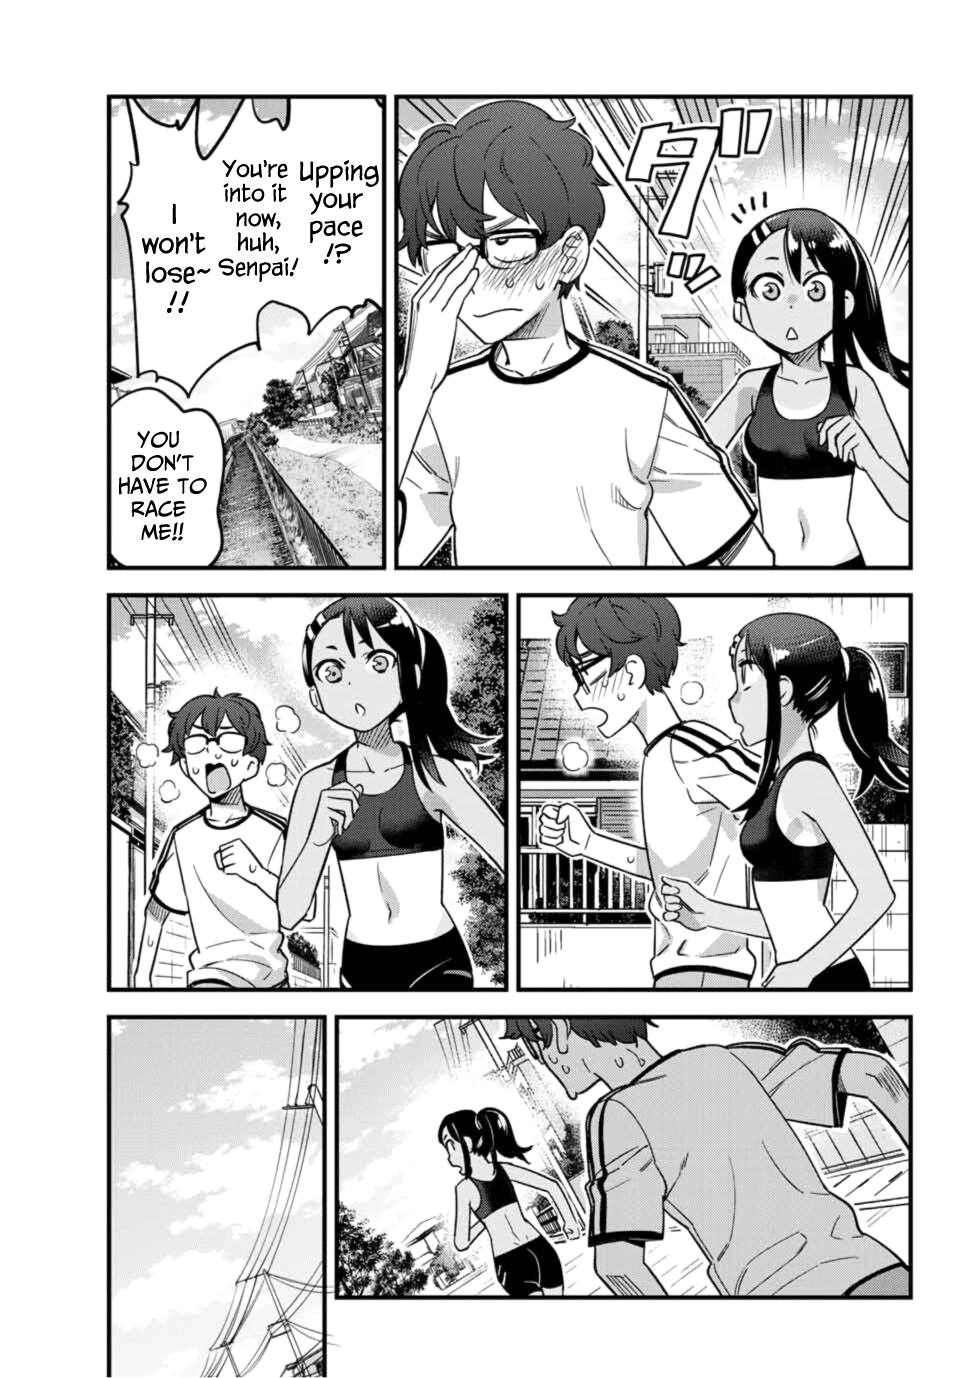 ダッ
Upping
your
pace
!?
You're
into it
now,
huh,
Senpai!
I
won't
lose~
!!
YOU
DON'T
HAVE TO
RACE
ME!!